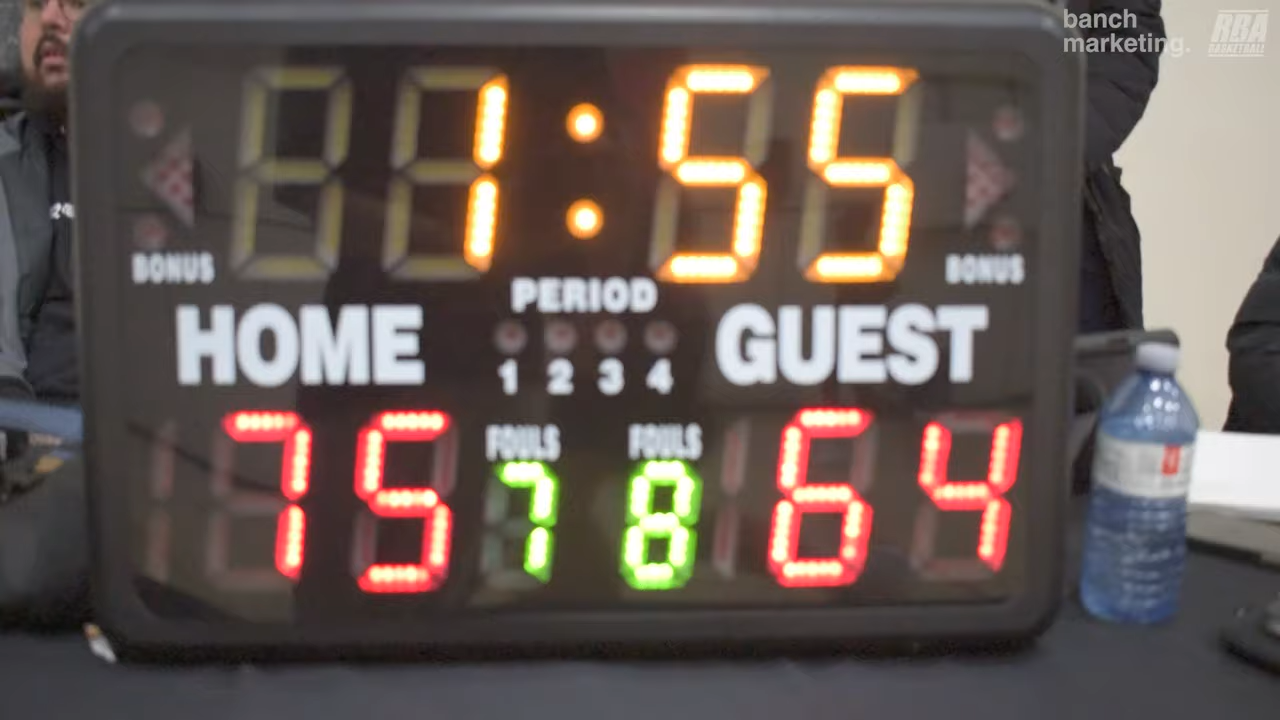 banch
marketing.
RBA
BASKETBALL
1:55
BONUS
BONUS
PERIOD
HOME
GUEST
1 2 3 4
FOULS
FOULS
75
7
8
64